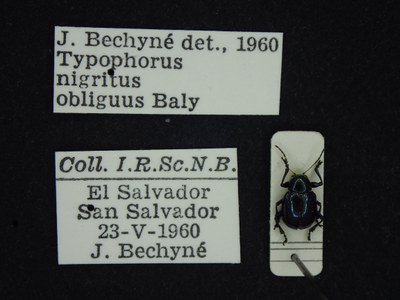 J. Bechyné det., 1960
Typophorus
nigritus
obliguus Baly
Coll. I.R.Sc.N.B.
El Salvador
San Salvador
23-V-1960
J. Bechyné